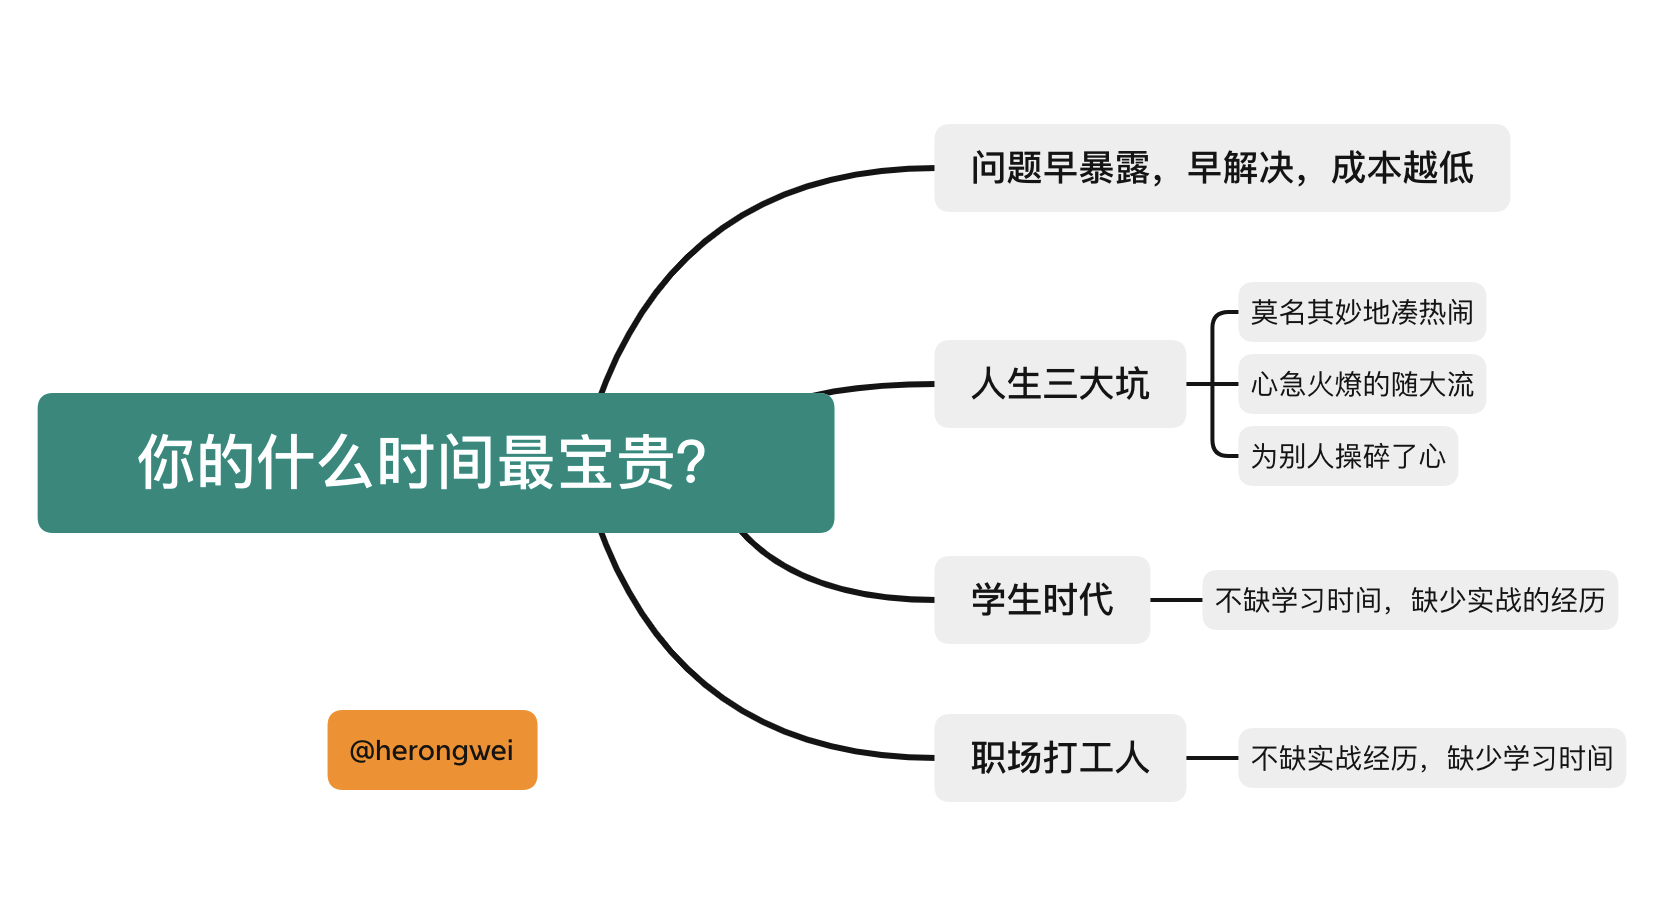 你的什么时间最宝贵?
问题早暴露，早解决，成本越低
人生三大坑
莫名其妙地凑热闹
心急火燎的随大流
为别人操碎了心
学生时代
不缺学习时间，缺少实战的经历
职场打工人
不缺实战经历，缺少学习时间
@herongwei